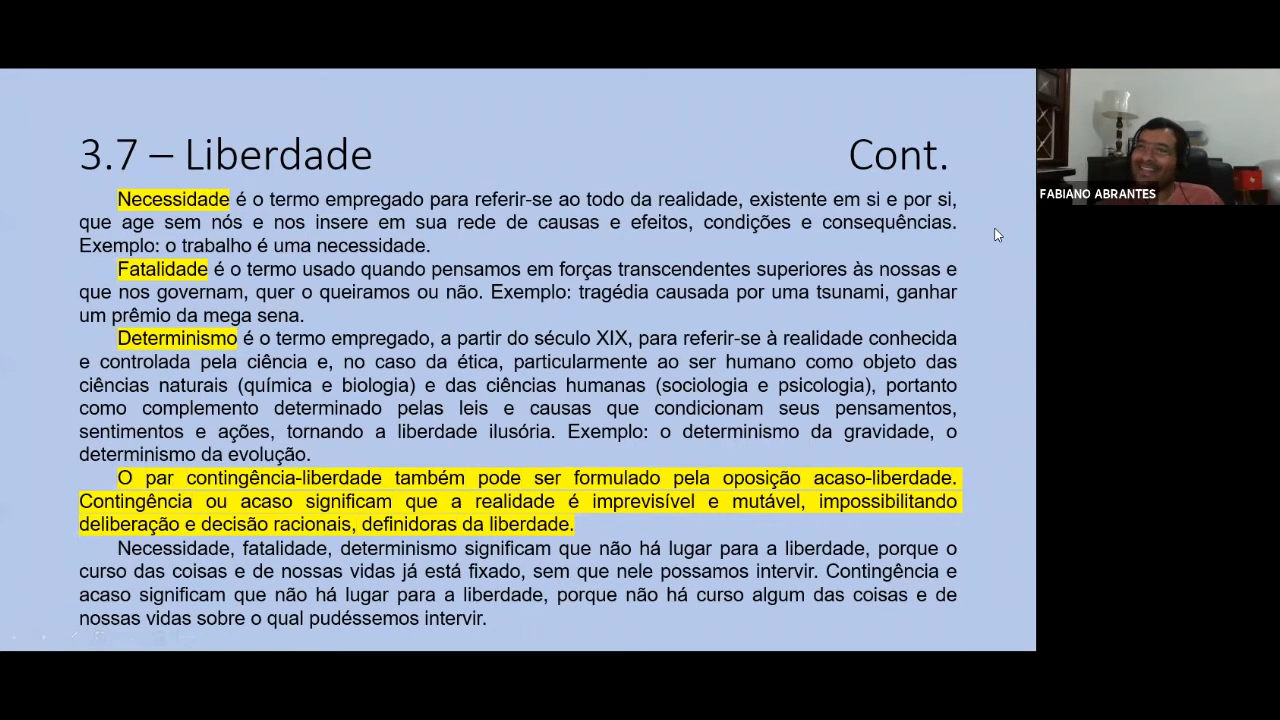 3.7 – Liberdade Cont.
Necessidade é o termo empregado para referir-se ao todo da realidade, existente em si e por si,
que age sem nós e nos insere em sua rede de causas e efeitos, condições e consequências.
Exemplo: o trabalho é uma necessidade.
Fatalidade é o termo usado quando pensamos em forças transcendentes superiores às nossas e
que nos governam, quer o queiramos ou não. Exemplo: tragédia causada por uma tsunami, ganhar
um prêmio da mega sena.
Determinismo é o termo empregado, a partir do século XIX, para referir-se à realidade conhecida
e controlada pela ciência e, no caso da ética, particularmente ao ser humano como objeto das
ciências naturais (química e biologia) e das ciências humanas (sociologia e psicologia), portanto
como complemento determinado pelas leis e causas que condicionam seus pensamentos,
sentimentos e ações, tornando a liberdade ilusória. Exemplo: o determinismo da gravidade, o
determinismo da evolução.
O par contingência-liberdade também pode ser formulado pela oposição acaso-liberdade.
Contingência ou acaso significam que a realidade é imprevisível e mutável, impossibilitando
deliberação e decisão racionais, definidoras da liberdade.
Necessidade, fatalidade, determinismo significam que não há lugar para a liberdade, porque o
curso das coisas e de nossas vidas já está fixado, sem que nele possamos intervir. Contingência e
acaso significam que não há lugar para a liberdade, porque não há curso algum das coisas e de
nossas vidas sobre o qual pudéssemos intervir.
FABIANO ABRANTES